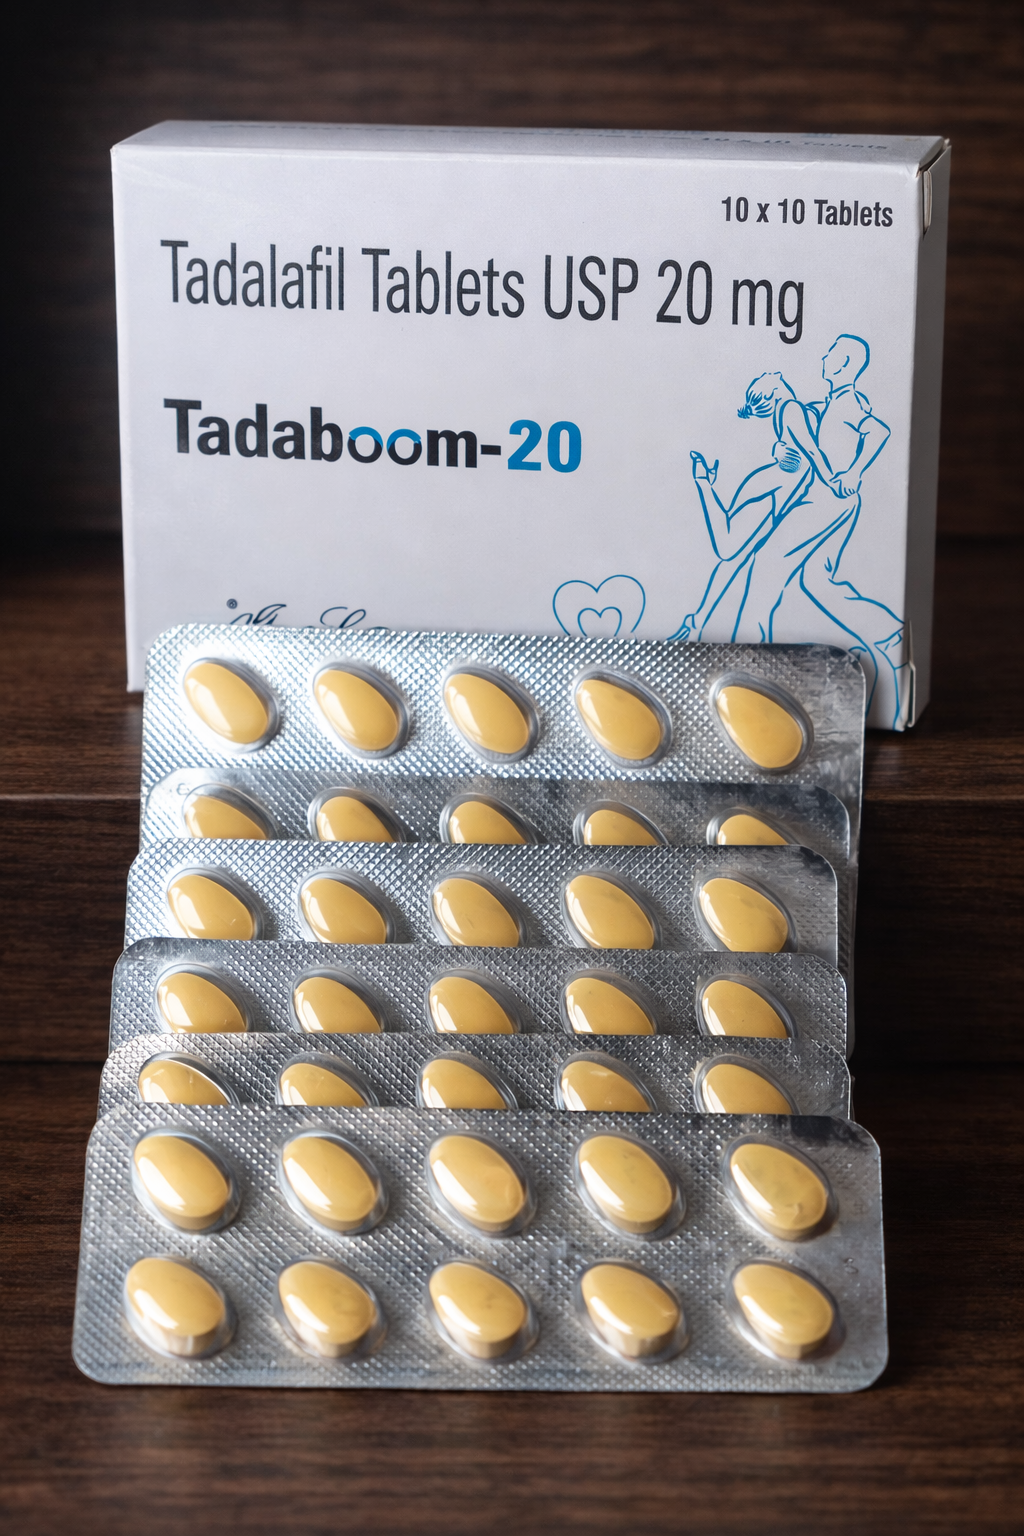 10 x 10 Tablets
Tadalafil Tablets USP 20 mg
Tadaboom-20
®